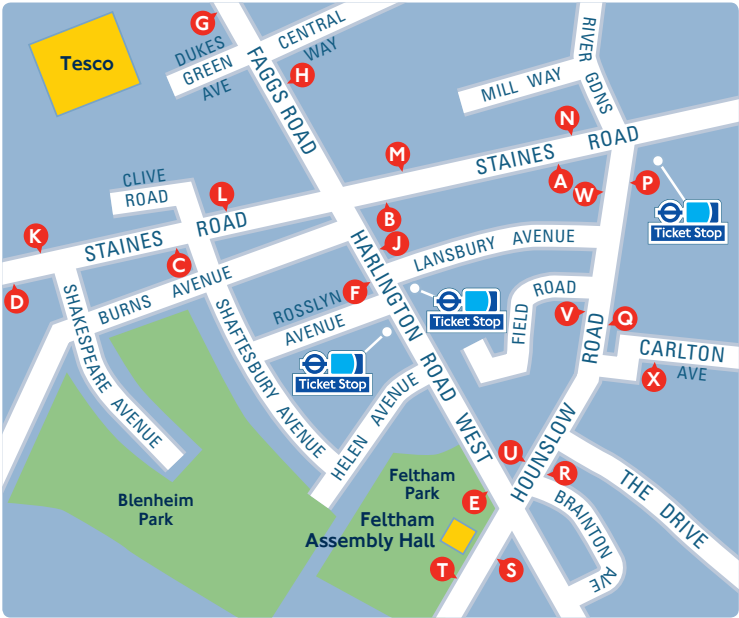 G
DUKES
GREEN
AVE
CENTRAL
WAY
Tesco
FAGGS ROAD
H
RIVER GDNS
MILL WAY
N
M
STAINES ROAD
A
W
P
Ticket Stop
CLIVE
ROAD
L
B
J
K
STAINES ROAD
C
LANSBURY AVENUE
D
BURNS AVENUE
HARLINGTON ROAD WEST
F
ROSSLYN
AVENUE
Ticket Stop
FIELD ROAD
V
Q
SHAKESPEARE AVENUE
SHAFTESBURY AVENUE
Ticket Stop
HOUNSLOW ROAD
CARLTON
AVE
X
HELEN AVENUE
U
R
Feltham
Park
E
THE DRIVE
Blenheim
Park
Feltham
Assembly Hall
BRAINTON AVE
T
S